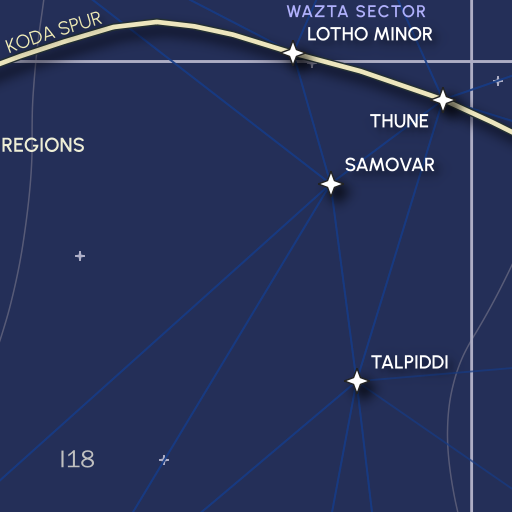 WAZTA SECTOR
KODA SPUR
LOTHO MINOR
THUNE
REGIONS
SAMOVAR
TALPIDDI
I18